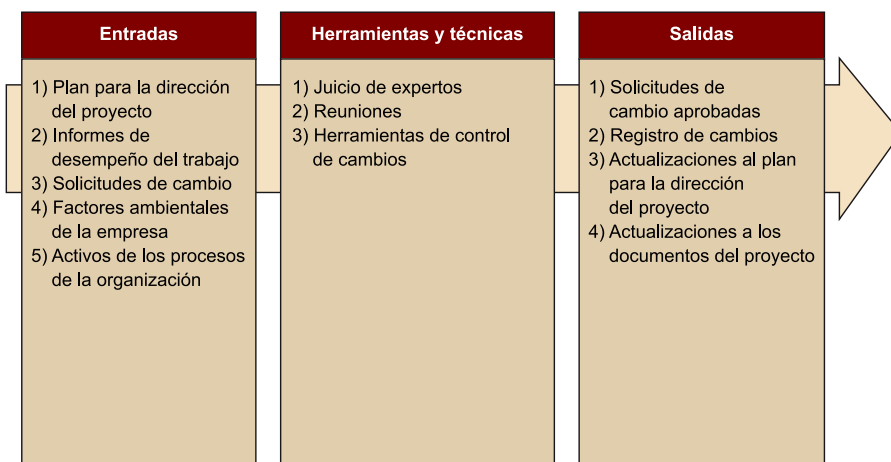 Entradas
1) Plan para la dirección
del proyecto
2) Informes de
desempeño del trabajo
3) Solicitudes de cambio
4) Factores ambientales
de la empresa
5) Activos de los procesos
de la organización
Herramientas y técnicas
1) Juicio de expertos
2) Reuniones
3) Herramientas de control
de cambios
Salidas
1) Solicitudes de
cambio aprobadas
2) Registro de cambios
3) Actualizaciones al plan
para la dirección
del proyecto
4) Actualizaciones a los
documentos del proyecto